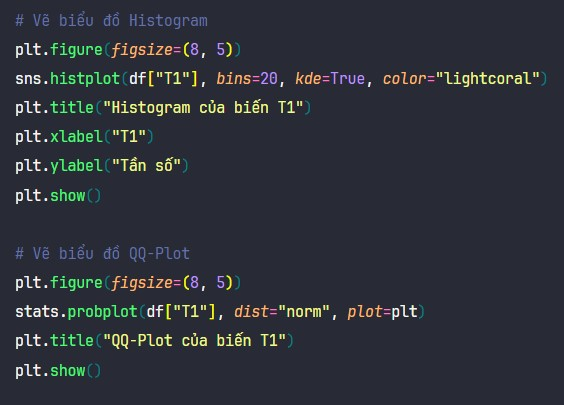 # Vẽ biểu đồ Histogram
plt.figure(figsize=(8, 5))
sns.histplot(df["T1"], bins=20, kde=True, color="lightcoral")
plt.title("Histogram của biến T1")
plt.xlabel("T1")
plt.ylabel("Tần số")
plt.show()
# Vẽ biểu đồ QQ-Plot
plt.figure(figsize=(8, 5))
stats.probplot(df["T1"], dist="norm", plot=plt)
plt.title("QQ-Plot của biến T1")
plt.show()